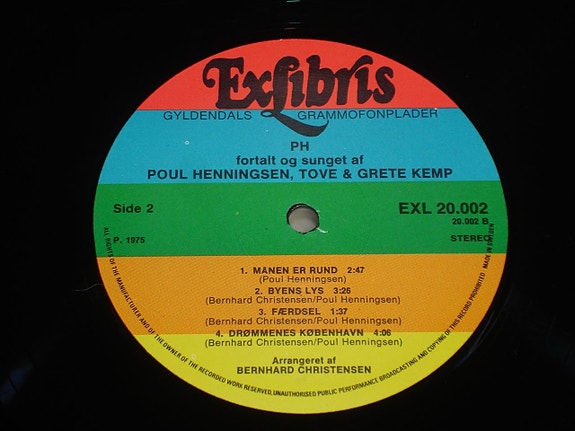 ExLibris
GYLDENDALS GRAMMOFONPLADER
PH
fortalt og sunget af
POUL HENNINGSEN, TOVE & GRETE KEMP
Side 2
EXL 20.002
20.002 B
P. 1975
STEREO
1. MANEN ER RUND 2:47
(Poul Henningsen)
2. BYENS LYS 3:26
(Bernhard Christensen/Poul Henningsen)
3. FÆRDSEL 1:37
(Bernhard Christensen/Poul Henningsen)
4. DRØMMENES KØBENHAVN 4:06
(Bernhard Christensen/Poul Henningsen)
Arrangeret af
BERNHARD CHRISTENSEN
ALL RIGHTS OF THE MANUFACTURER AND OF THE OWNER OF THE RECORDED WORK RESERVED, UNAUTHORISED PUBLIC PERFORMANCE BROADCASTING AND COPYING OF THIS RECORD PROHIBITED MADE IN SWEDEN